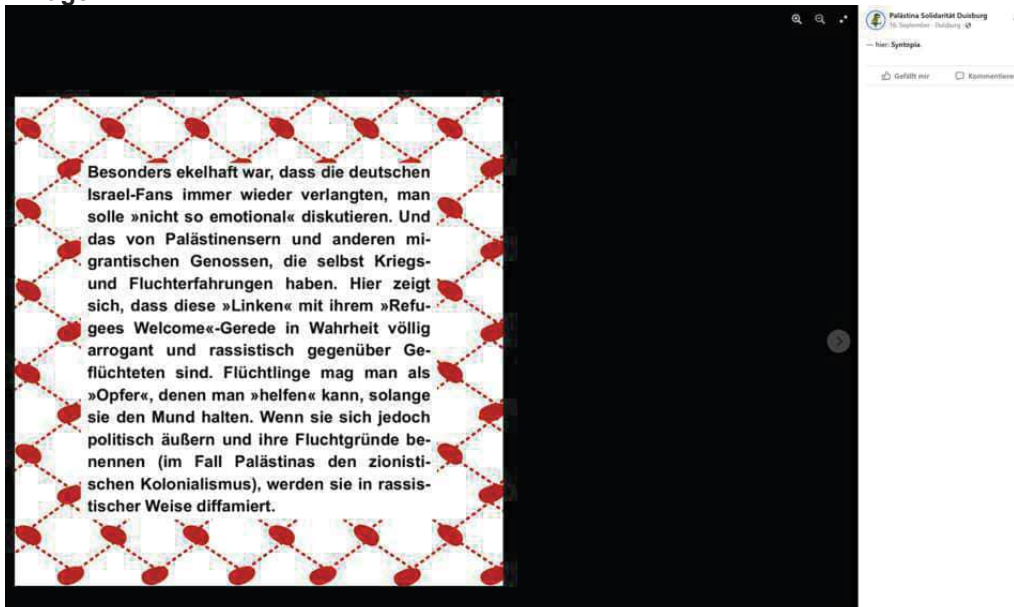 Palästina Solidarität Duisburg
16. September · Duisburg
— hier: Syntopia.
Gefällt mir
Besonders ekelhaft war, dass die deutschen
Israel-Fans immer wieder verlangten, man
solle »nicht so emotional« diskutieren. Und
das von Palästinensern und anderen mi-
grantischen Genossen, die selbst Kriegs-
und Fluchterfahrungen haben. Hier zeigt
sich, dass diese »Linken« mit ihrem »Refu-
gees Welcome«-Gerede in Wahrheit völlig
arrogant und rassistisch gegenüber Ge-
flüchteten sind. Flüchtlinge mag man als
»Opfer«, denen man »helfen« kann, solange
sie den Mund halten. Wenn sie sich jedoch
politisch äußern und ihre Fluchtgründe be-
nennen (im Fall Palästinas den zionisti-
schen Kolonialismus), werden sie in rassis-
tischer Weise diffamiert.